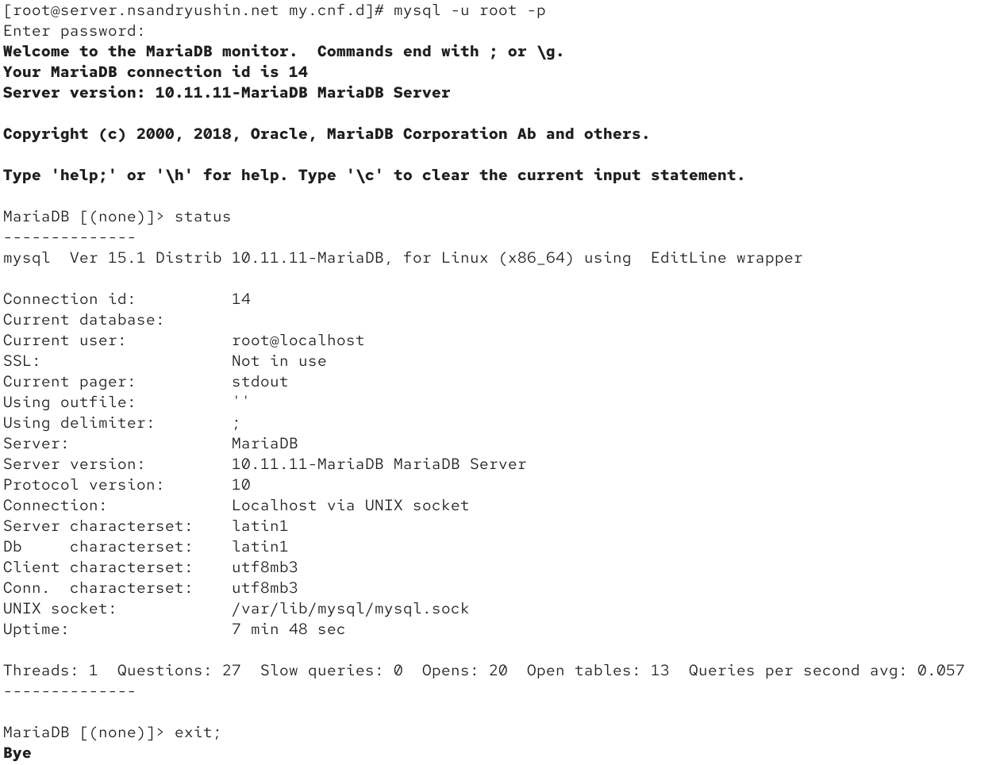 [root@server.nsandryushin.net my.cnf.d]# mysql -u root -p
Enter password:
Welcome to the MariaDB monitor.  Commands end with ; or \g.
Your MariaDB connection id is 14
Server version: 10.11.11-MariaDB MariaDB Server

Copyright (c) 2000, 2018, Oracle, MariaDB Corporation Ab and others.

Type 'help;' or '\h' for help. Type '\c' to clear the current input statement.

MariaDB [(none)]> status
--------------
mysql  Ver 15.1 Distrib 10.11.11-MariaDB, for Linux (x86_64) using  EditLine wrapper

Connection id:          14
Current database:
Current user:           root@localhost
SSL:                    Not in use
Current pager:          stdout
Using outfile:          ''
Using delimiter:        ;
Server:                 MariaDB
Server version:         10.11.11-MariaDB MariaDB Server
Protocol version:       10
Connection:             Localhost via UNIX socket
Server characterset:    latin1
Db     characterset:    latin1
Client characterset:    utf8mb3
Conn.  characterset:    utf8mb3
UNIX socket:            /var/lib/mysql/mysql.sock
Uptime:                 7 min 48 sec

Threads: 1  Questions: 27  Slow queries: 0  Opens: 20  Open tables: 13  Queries per second avg: 0.057
--------------

MariaDB [(none)]> exit;
Bye